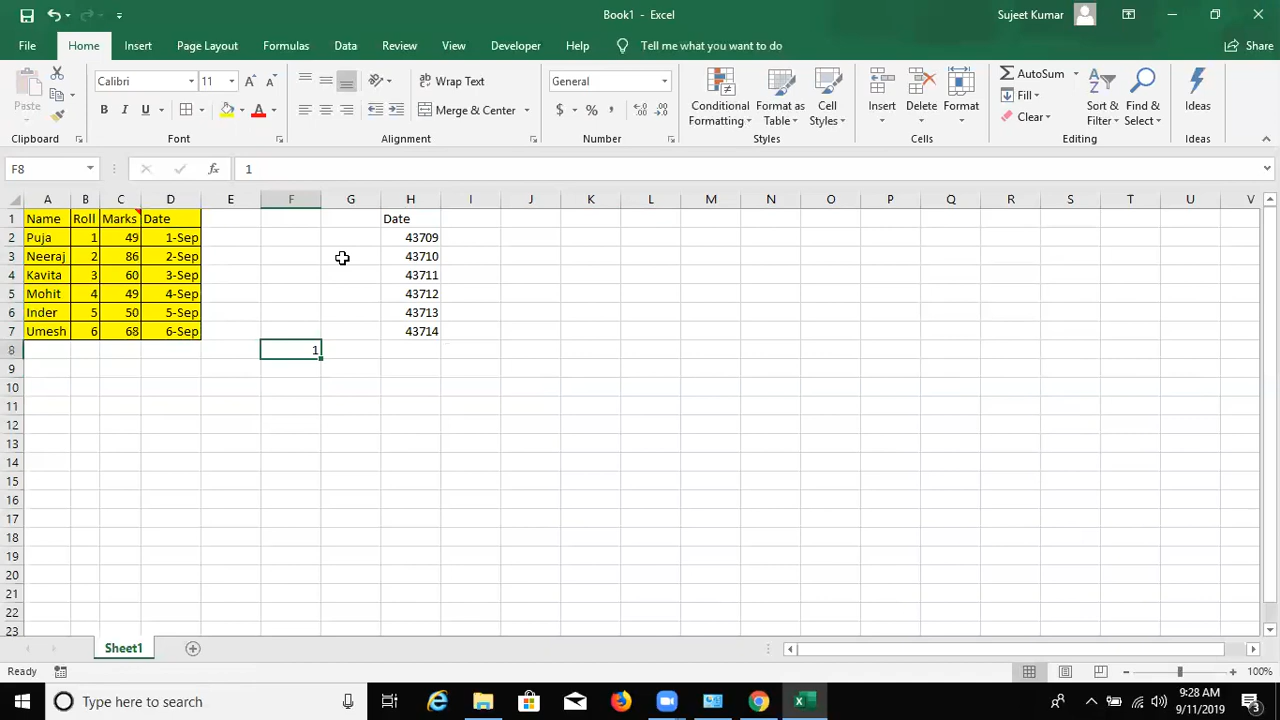 Book1 - Excel
Sujeet Kumar
File Home Insert Page Layout Formulas Data Review View Developer Help Tell me what you want to do Share
Calibri 11 Wrap Text General AutoSum
Paste B I U Merge & Center $ % , Conditional Formatting Format as Table Cell Styles Insert Delete Format Fill Clear Sort & Filter Find & Select Ideas
Clipboard Font Alignment Number Styles Cells Editing Ideas
F8 fx 1
A B C D E F G H I J K L M N O P Q R S T U V
1 Name Roll Marks Date Date
2 Puja 1 49 1-Sep 43709
3 Neeraj 2 86 2-Sep 43710
4 Kavita 3 60 3-Sep 43711
5 Mohit 4 49 4-Sep 43712
6 Inder 5 50 5-Sep 43713
7 Umesh 6 68 6-Sep 43714
8 1
9
10
11
12
13
14
15
16
17
18
19
20
21
22
23
Sheet1
Ready 100%
Type here to search
9:28 AM
9/11/2019
3